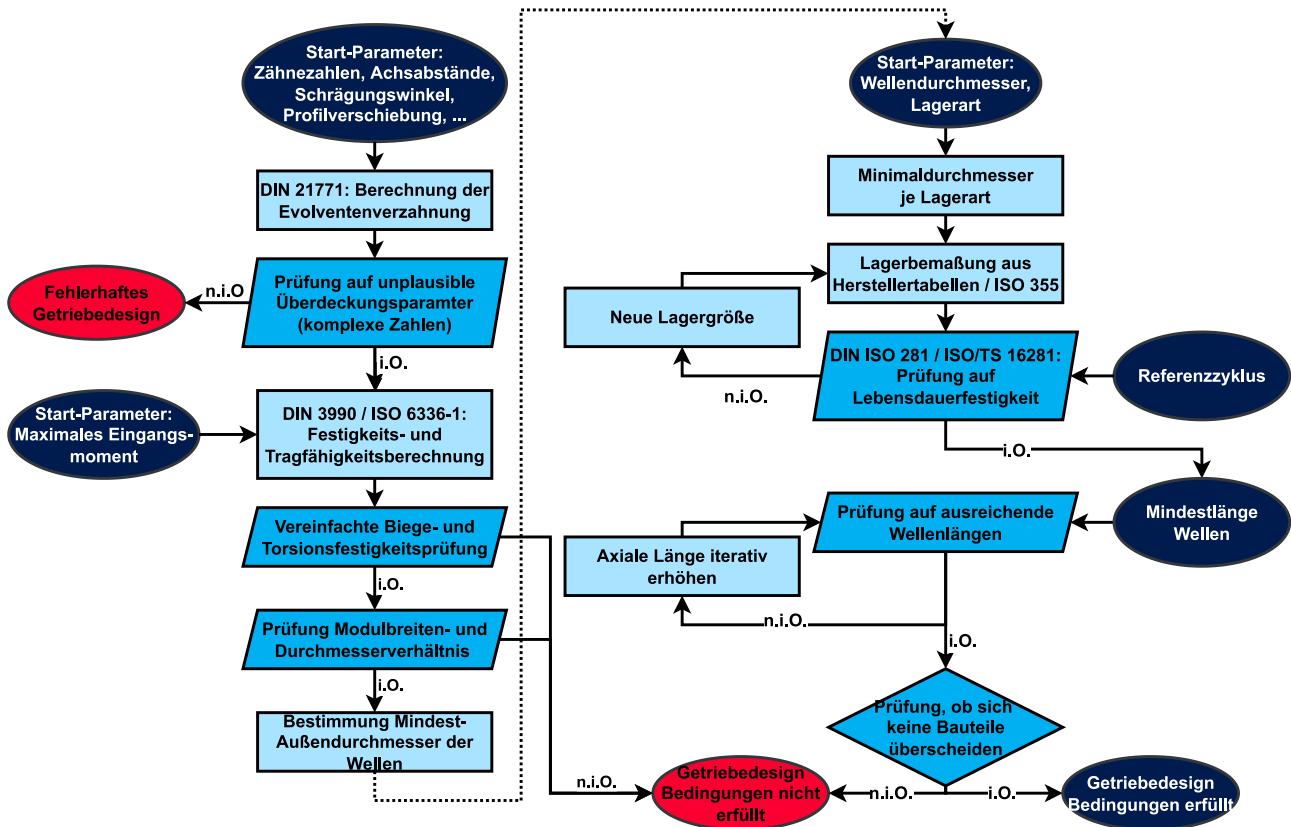 Start-Parameter:
Zähnezahlen, Achsabstände,
Schrägungswinkel,
Profilverschiebung, ...
DIN 21771: Berechnung der
Evolventenverzahnung
Prüfung auf unplausible
Überdeckungsparamter
(komplexe Zahlen)
n.i.O
Fehlerhaftes
Getriebedesign
i.O.
Start-Parameter:
Maximales Eingangs-
moment
DIN 3990 / ISO 6336-1:
Festigkeits- und
Tragfähigkeitsberechnung
Vereinfachte Biege- und
Torsionsfestigkeitsprüfung
i.O.
Prüfung Modulbreiten- und
Durchmesserverhältnis
i.O.
Bestimmung Mindest-
Außendurchmesser der
Wellen
n.i.O.
Start-Parameter:
Wellendurchmesser,
Lagerart
Minimaldurchmesser
je Lagerart
Lagerbemaßung aus
Herstellertabellen / ISO 355
Neue Lagergröße
n.i.O.
DIN ISO 281 / ISO/TS 16281:
Prüfung auf
Lebensdauerfestigkeit
Referenzzyklus
i.O.
Mindestlänge
Wellen
Prüfung auf ausreichende
Wellenlängen
Axiale Länge iterativ
erhöhen
n.i.O.
i.O.
Prüfung, ob sich
keine Bauteile
überscheiden
n.i.O.
i.O.
Getriebedesign
Bedingungen nicht
erfüllt
Getriebedesign
Bedingungen erfüllt